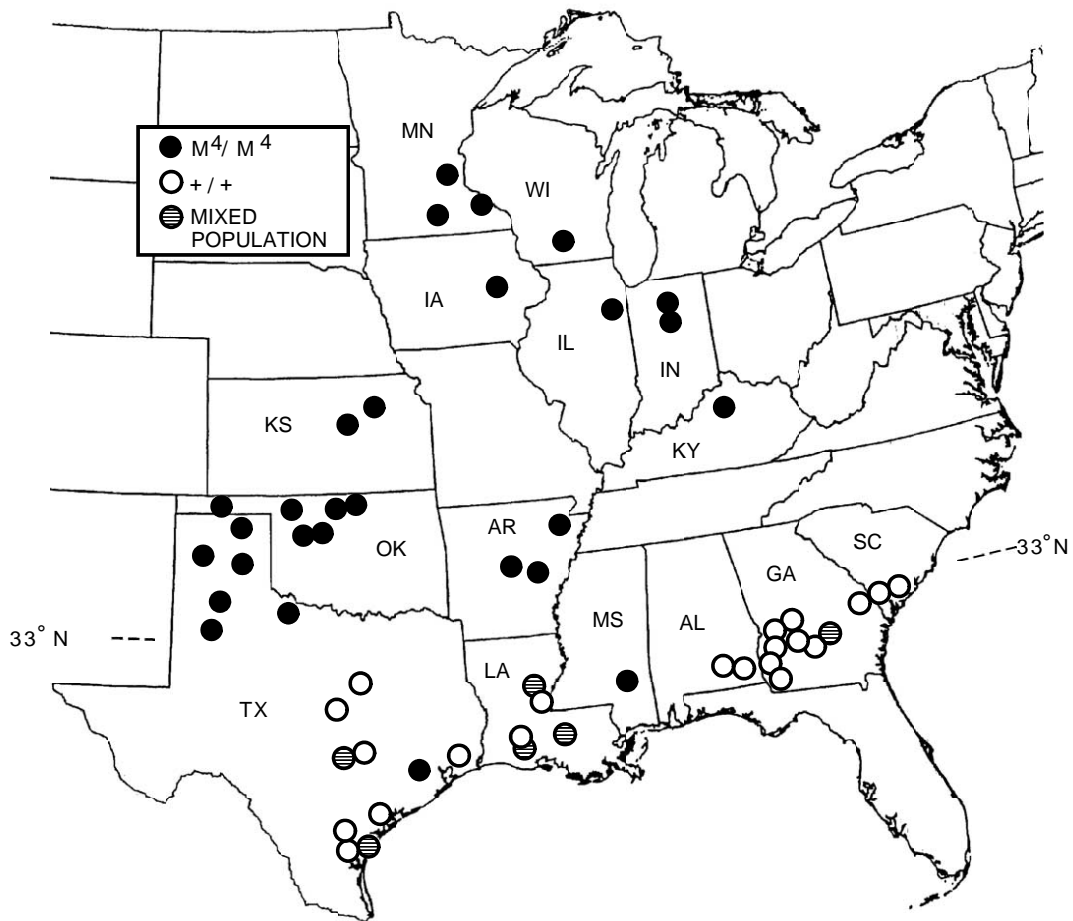 MN
M⁴/ M⁴
+ / +
MIXED
POPULATION
WI
IA
IL
IN
KS
KY
AR
OK
SC
33° N
GA
MS
AL
33° N
LA
TX